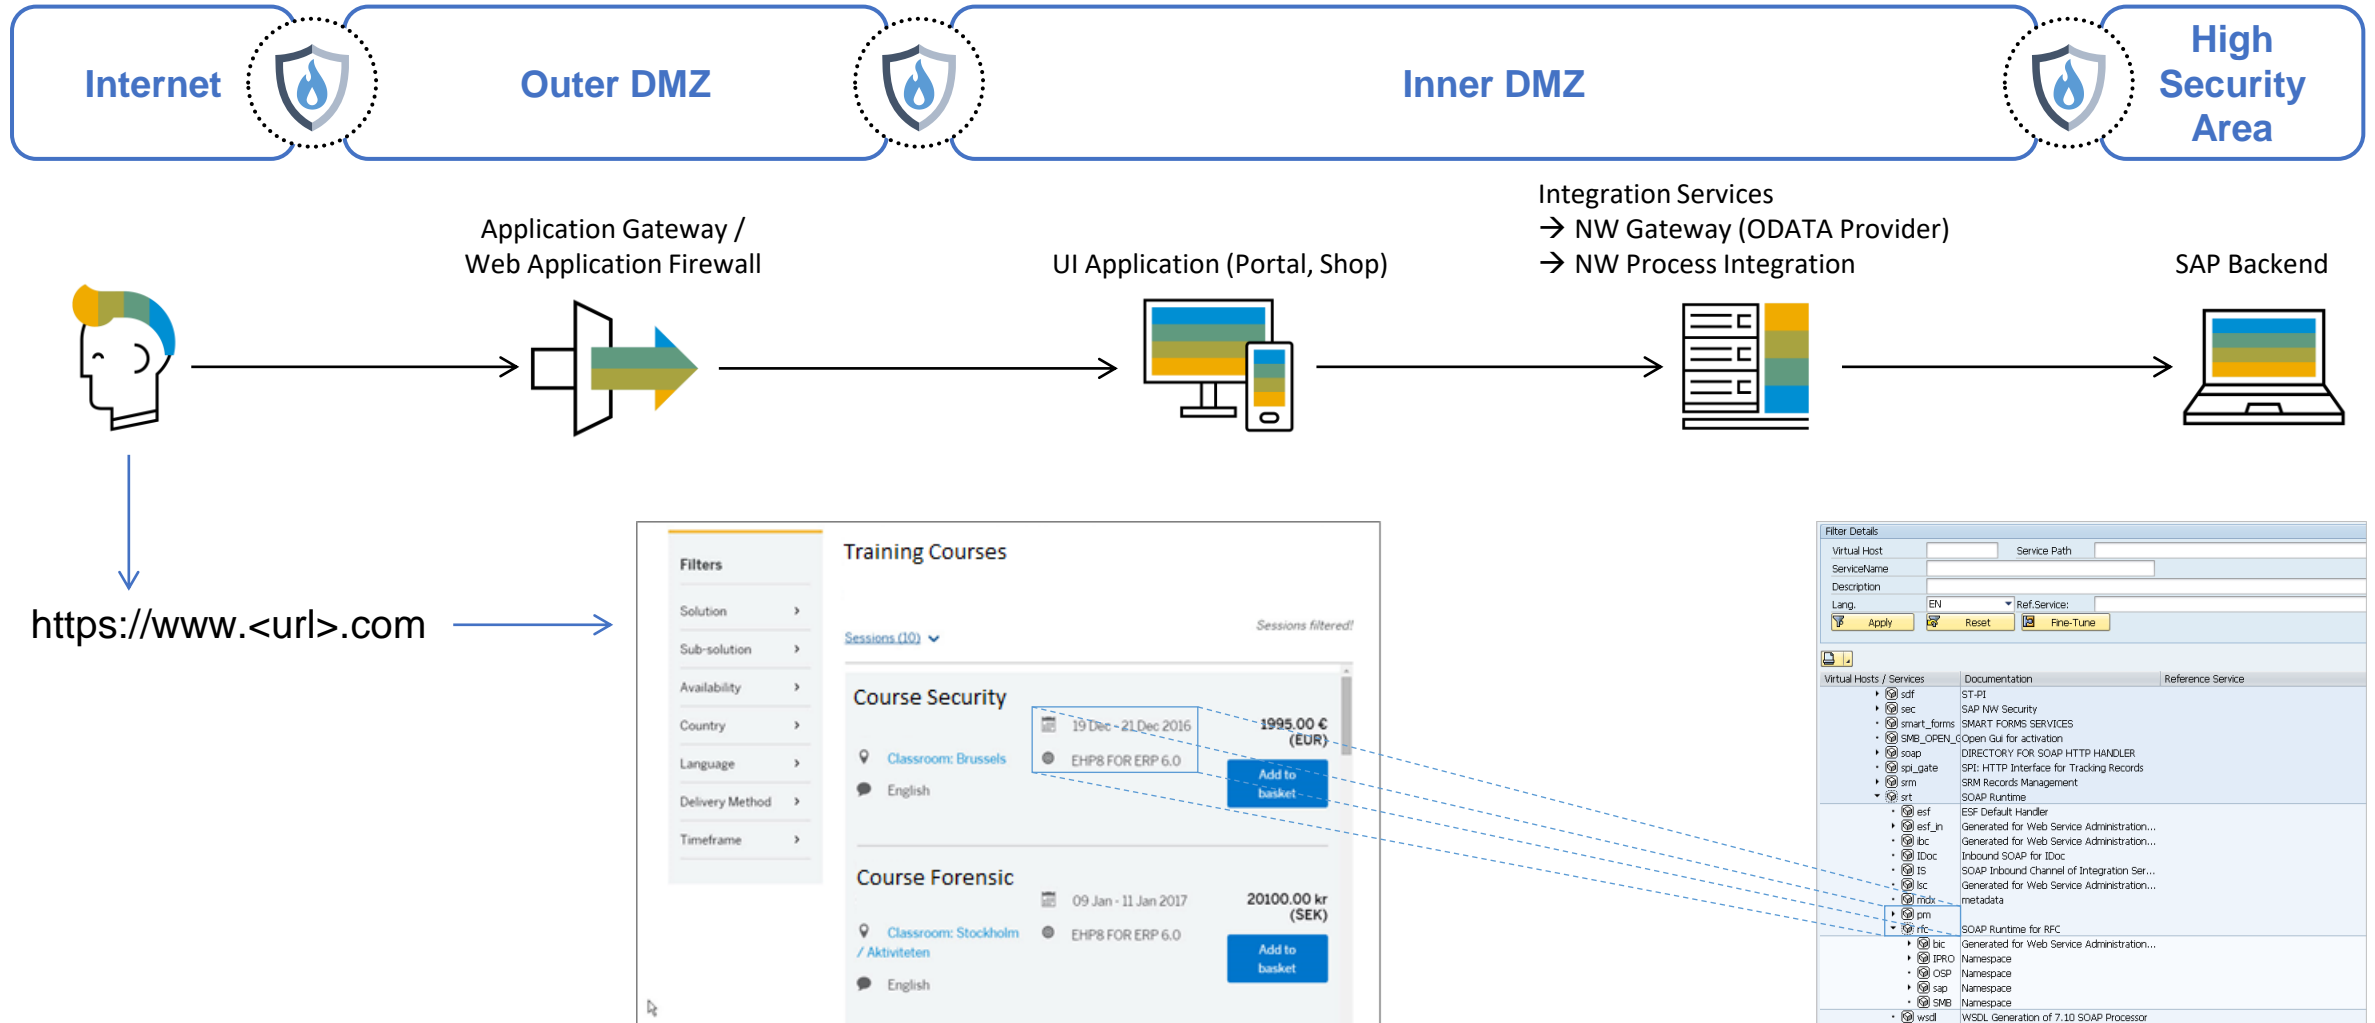 Internet
Outer DMZ
Inner DMZ
High
Security
Area
Application Gateway /
Web Application Firewall
UI Application (Portal, Shop)
Integration Services
→ NW Gateway (ODATA Provider)
→ NW Process Integration
SAP Backend
https://www.<url>.com
Filters
Solution
Sub-solution
Availability
Country
Language
Delivery Method
Timeframe
Training Courses
Sessions (10)
Sessions filtered!
Course Security
19 Dec - 21 Dec 2016
1995.00 €
(EUR)
Classroom: Brussels
EHP8 FOR ERP 6.0
English
Add to
basket
Course Forensic
09 Jan - 11 Jan 2017
20100.00 kr
(SEK)
Classroom: Stockholm
/ Aktiviteten
EHP8 FOR ERP 6.0
English
Add to
basket
Filter Details
Virtual Host Service Path
ServiceName
Description
Lang. EN Ref.Service:
Apply Reset Fine-Tune
Virtual Hosts / Services Documentation Reference Service
sdf ST-PI
sec SAP NW Security
smart_forms SMART FORMS SERVICES
SMB_OPEN_G Open Gui for activation
soap DIRECTORY FOR SOAP HTTP HANDLER
spi_gate SPI: HTTP Interface for Tracking Records
srm SRM Records Management
srt SOAP Runtime
esf ESF Default Handler
esf_in Generated for Web Service Administration...
ibc Generated for Web Service Administration...
IDoc Inbound SOAP for IDoc
IS SOAP Inbound Channel of Integration Ser...
lsc Generated for Web Service Administration...
mdx metadata
pm
rfc SOAP Runtime for RFC
bic Generated for Web Service Administration...
IPRO Namespace
OSP Namespace
sap Namespace
SMB Namespace
wsdl WSDL Generation of 7.10 SOAP Processor